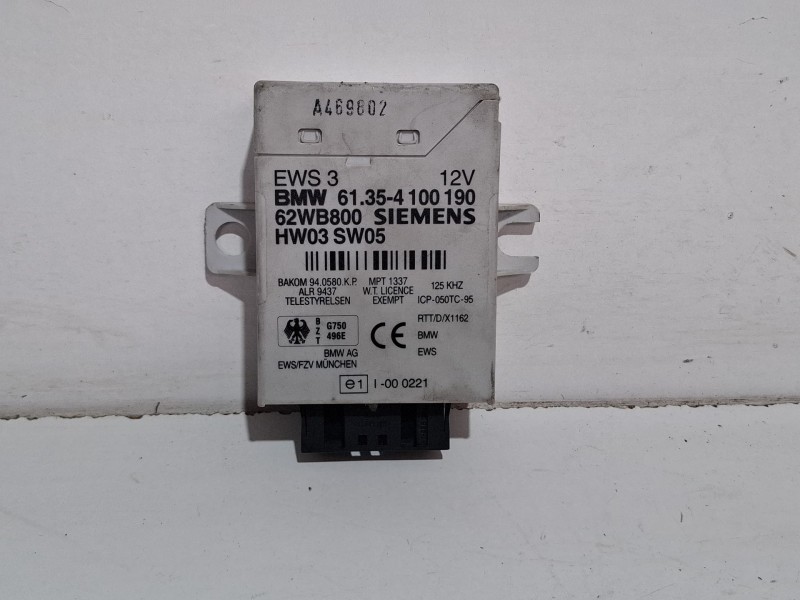 A469802
EWS 3 12V
BMW 61.35-4 100 190
62WB800 SIEMENS
HW03 SW05
BAKOM 94.0580.K.P. MPT 1337 125 KHZ
ALR 9437 W.T. LICENCE
TELESTYRELSEN EXEMPT ICP-050TC-95
B Z T G750 496E CE RTT/D/X1162
BMW
BMW AG EWS
EWS/FZV MÜNCHEN
e1 I-00 0221